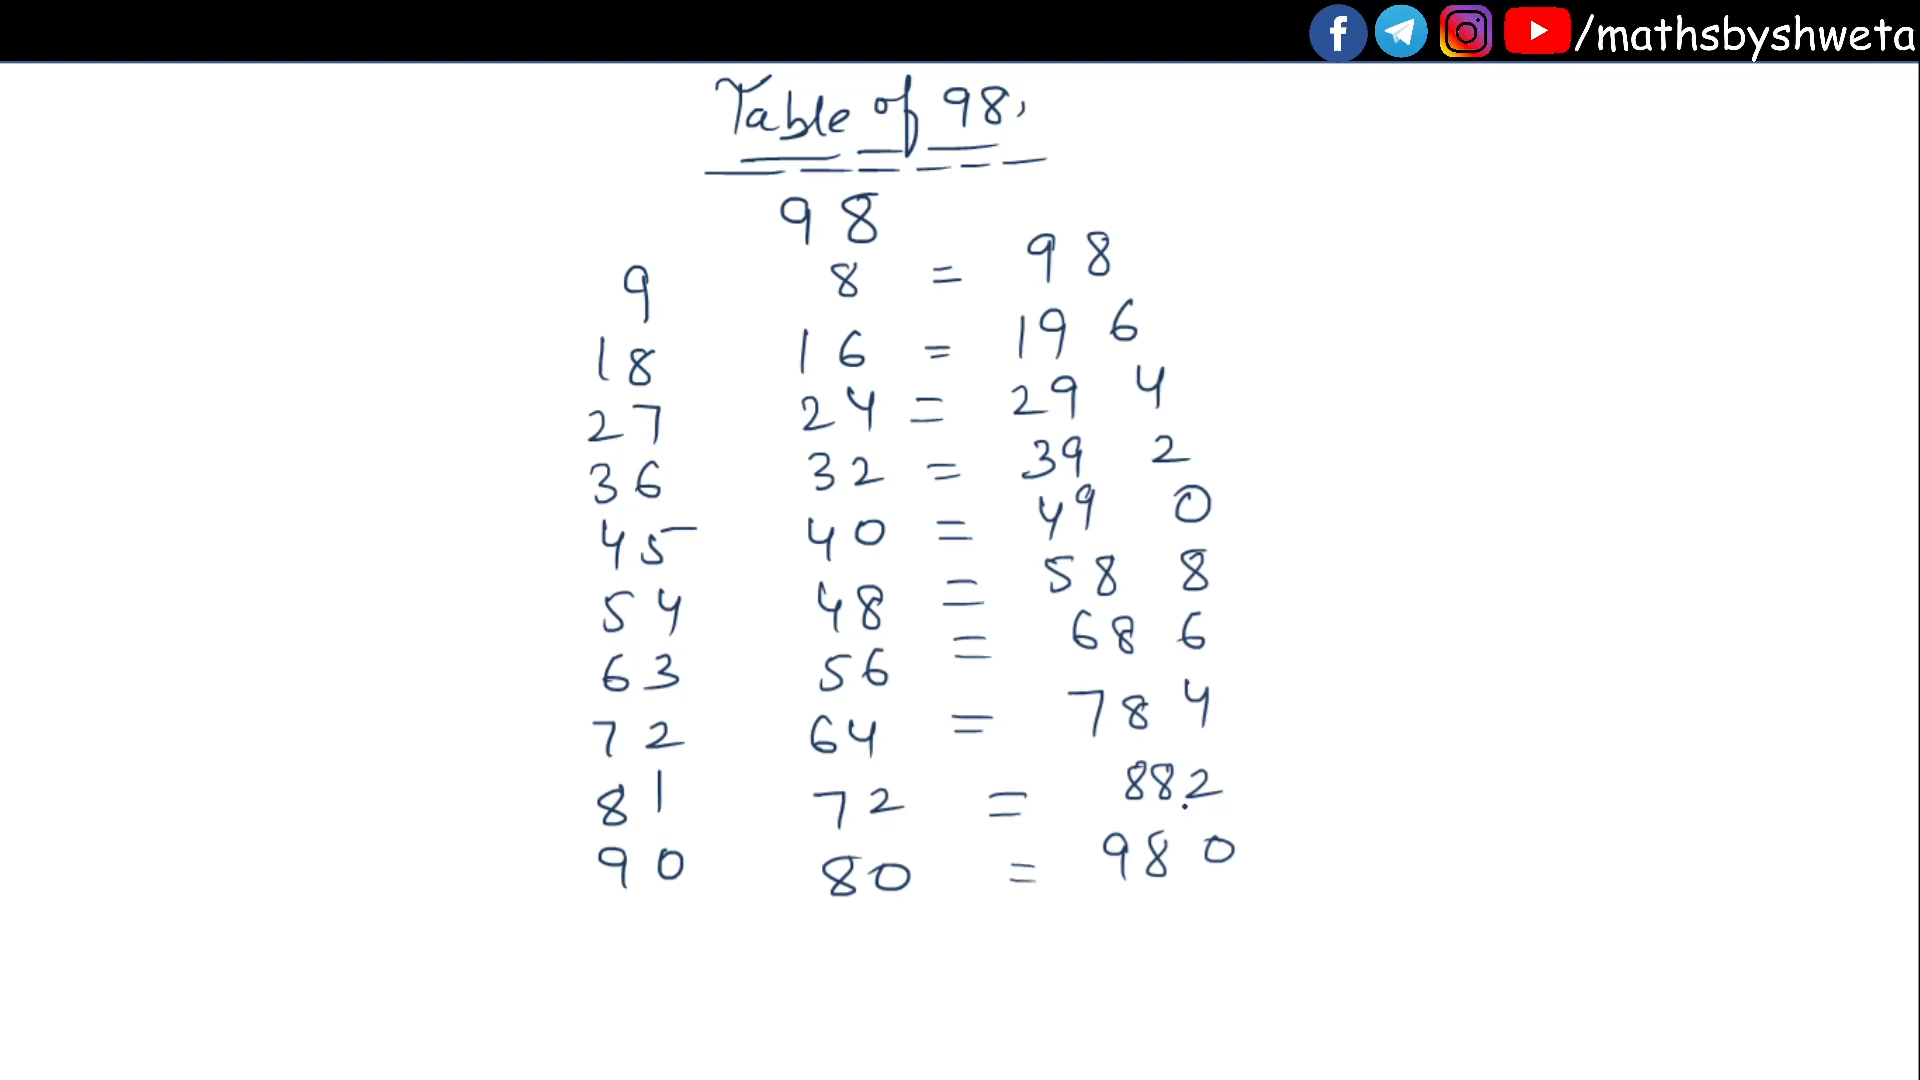 /mathsbyshweta
Table of 98,
98
9 8 = 98
18 16 = 19 6
27 24 = 29 4
36 32 = 39 2
45 40 = 49 0
54 48 = 58 8
63 56 = 68 6
72 64 = 78 4
81 72 = 882
90 80 = 98 0